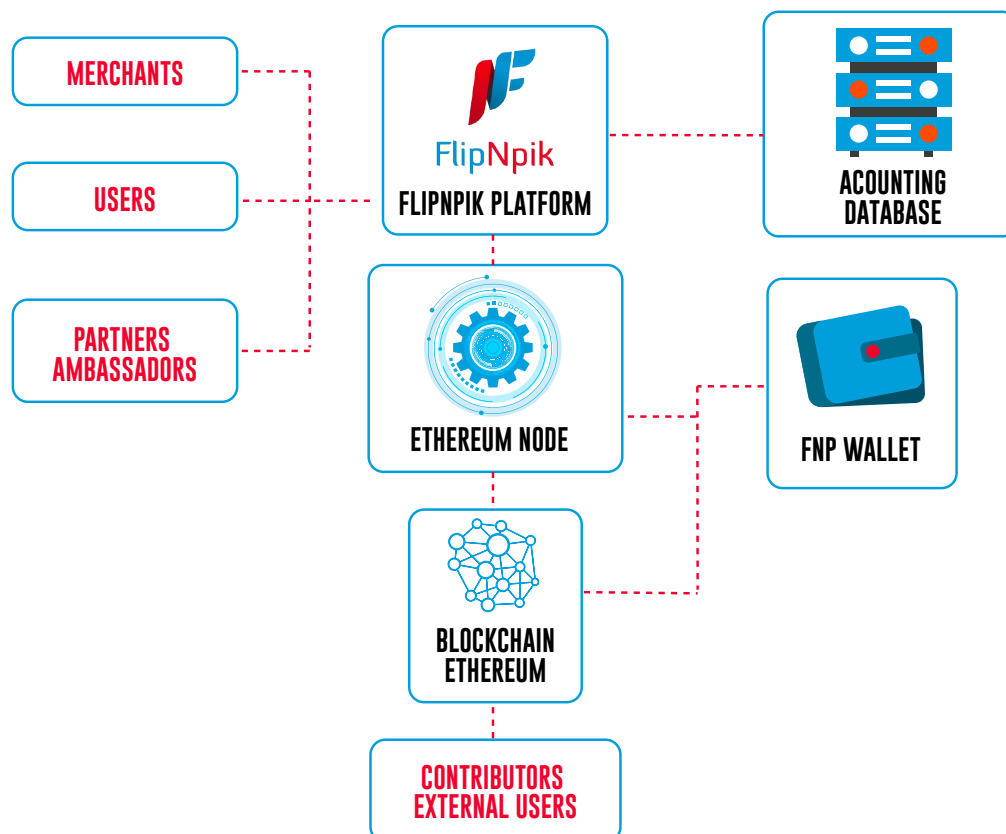 MERCHANTS
USERS
PARTNERS
AMBASSADORS
FlipNpik
FLIPNPIK PLATFORM
ACOUNTING
DATABASE
ETHEREUM NODE
FNP WALLET
BLOCKCHAIN
ETHEREUM
CONTRIBUTORS
EXTERNAL USERS